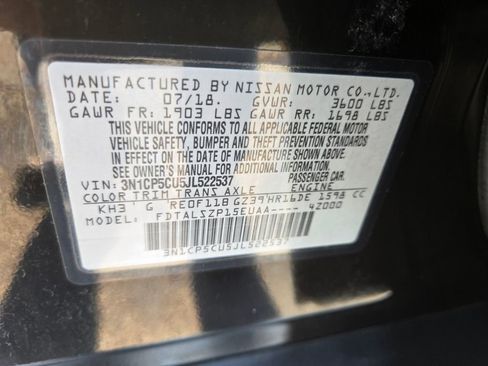 MANUFACTURED BY NISSAN MOTOR CO.,LTD.
DATE: 07/18. GVWR: 3600 LBS
GAWR FR: 1903 LBS GAWR RR: 1698 LBS
THIS VEHICLE CONFORMS TO ALL APPLICABLE FEDERAL MOTOR
VEHICLE SAFETY, BUMPER AND THEFT PREVENTION STANDARDS
IN EFFECT ON THE DATE OF MANUFACTURE SHOWN ABOVE.
SEE OWNER'S MANUAL FOR ADDITIONAL INFORMATION.
VIN: 3N1CP5CU5JL522537 PASSENGER CAR.
COLOR TRIM TRANS AXLE ENGINE
KH3 G RE0F11B GZ39 HR16DE 1598 CC
FDTALSZP15EUAA---- 4Z000
3N1CP5CU5JL522537